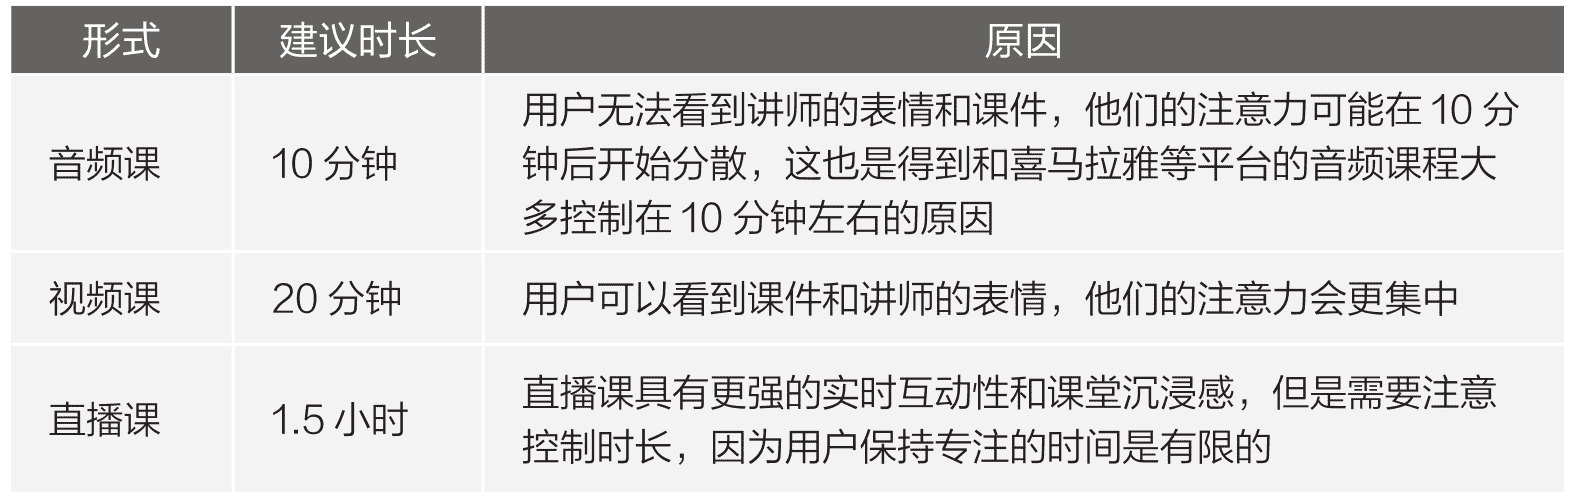 形式 建议时长 原因
音频课 10 分钟 用户无法看到讲师的表情和课件，他们的注意力可能在 10 分
钟后开始分散，这也是得到和喜马拉雅等平台的音频课程大
多控制在 10 分钟左右的原因
视频课 20 分钟 用户可以看到课件和讲师的表情，他们的注意力会更集中
直播课 1.5 小时 直播课具有更强的实时互动性和课堂沉浸感，但是需要注意
控制时长，因为用户保持专注的时间是有限的